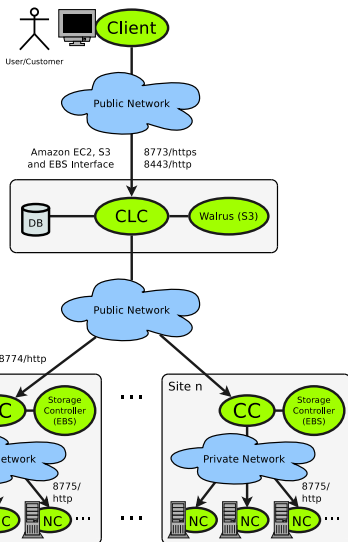 Client
User/Customer
Public Network
Amazon EC2, S3
and EBS Interface
8773/https
8443/http
DB
CLC
Walrus (S3)
Public Network
8774/http
C
Storage
Controller
(EBS)
...
Site n
CC
Storage
Controller
(EBS)
etwork
8775/
http
Private Network
8775/
http
C
NC
...
...
NC
NC
NC
...